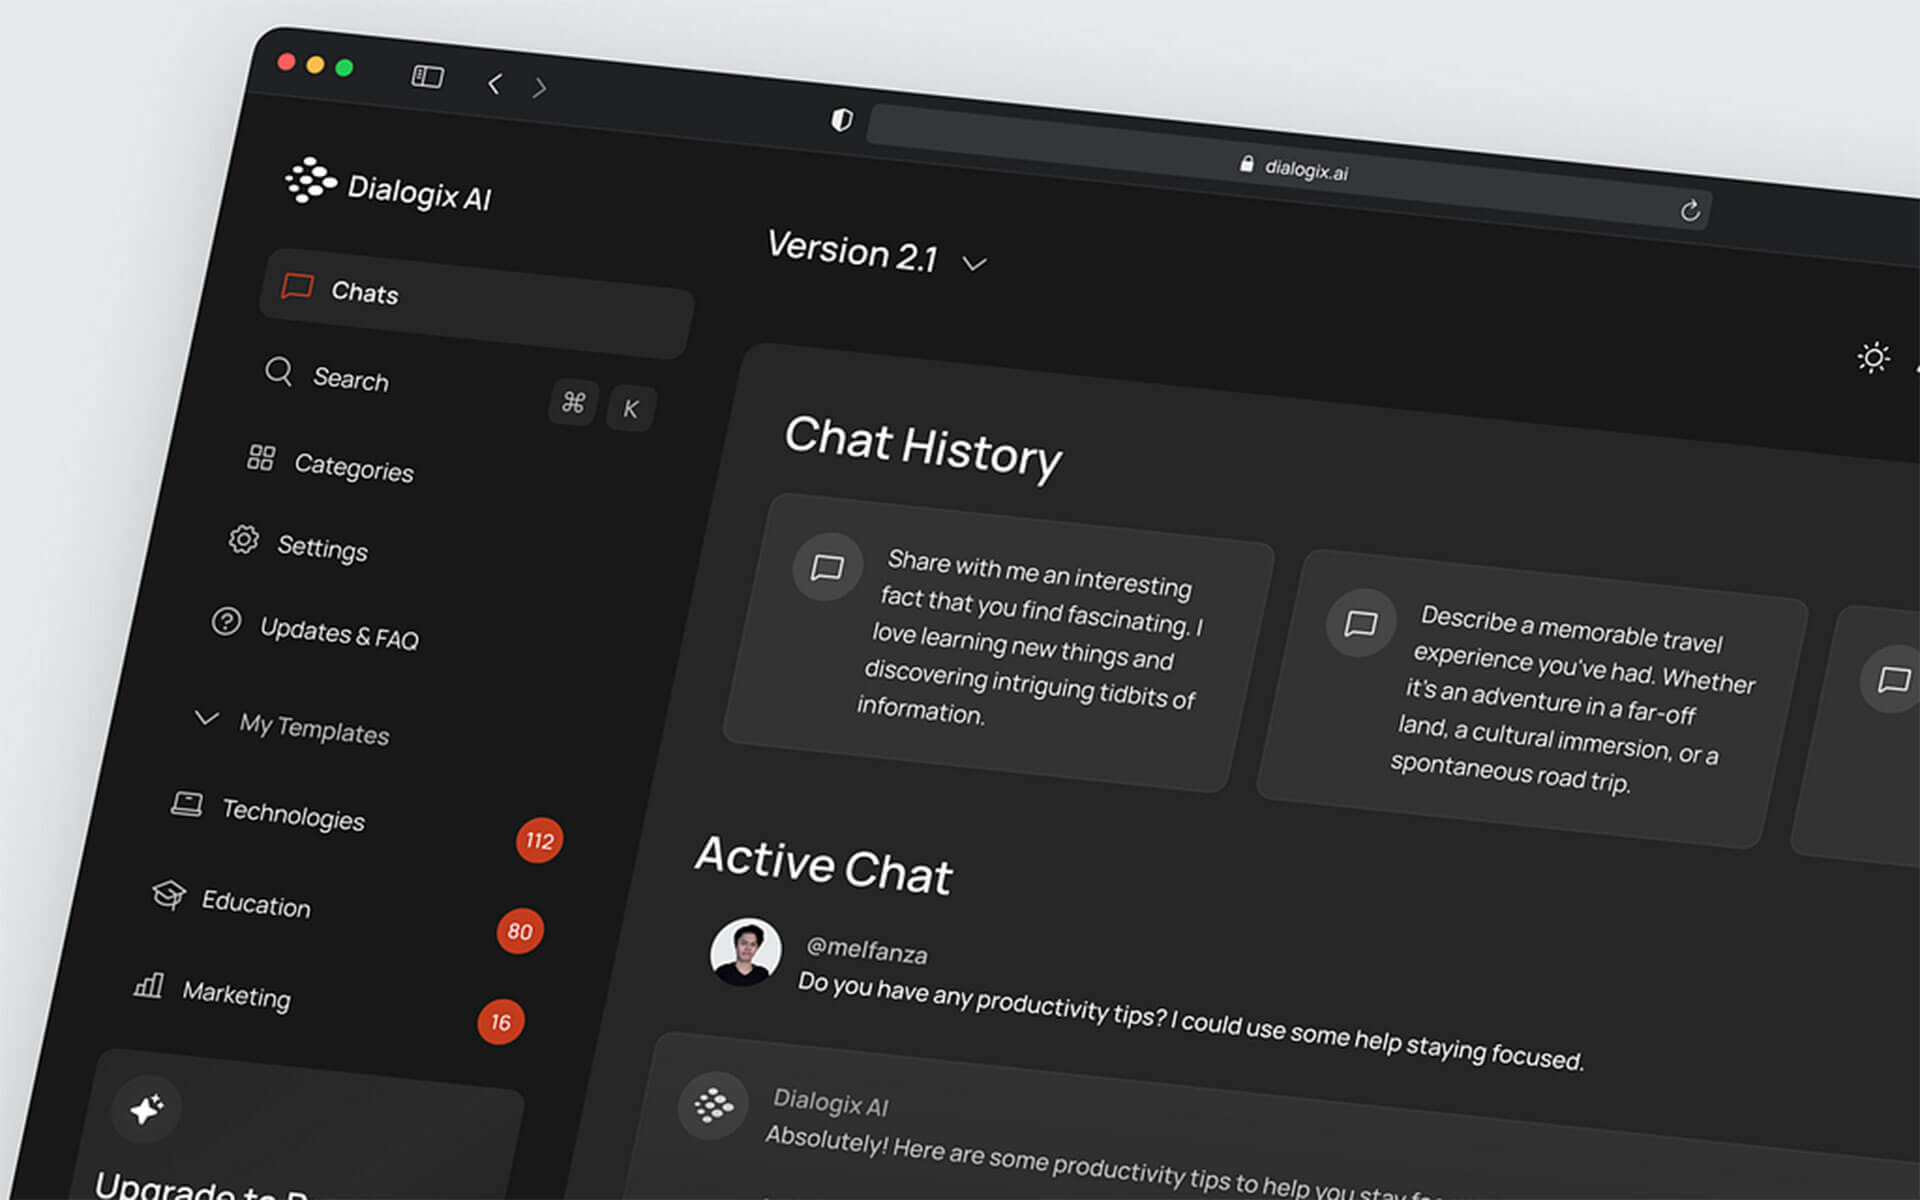 dialogix.ai
Dialogix AI
Version 2.1
Chats
Search
⌘ K
Categories
Settings
Updates & FAQ
My Templates
Technologies
112
Education
80
Marketing
16
Upgrade to
Chat History
Share with me an interesting
fact that you find fascinating. I
love learning new things and
discovering intriguing tidbits of
information.
Describe a memorable travel
experience you've had. Whether
it's an adventure in a far-off
land, a cultural immersion, or a
spontaneous road trip.
Active Chat
@melfanza
Do you have any productivity tips? I could use some help staying focused.
Dialogix AI
Absolutely! Here are some productivity tips to help you stay